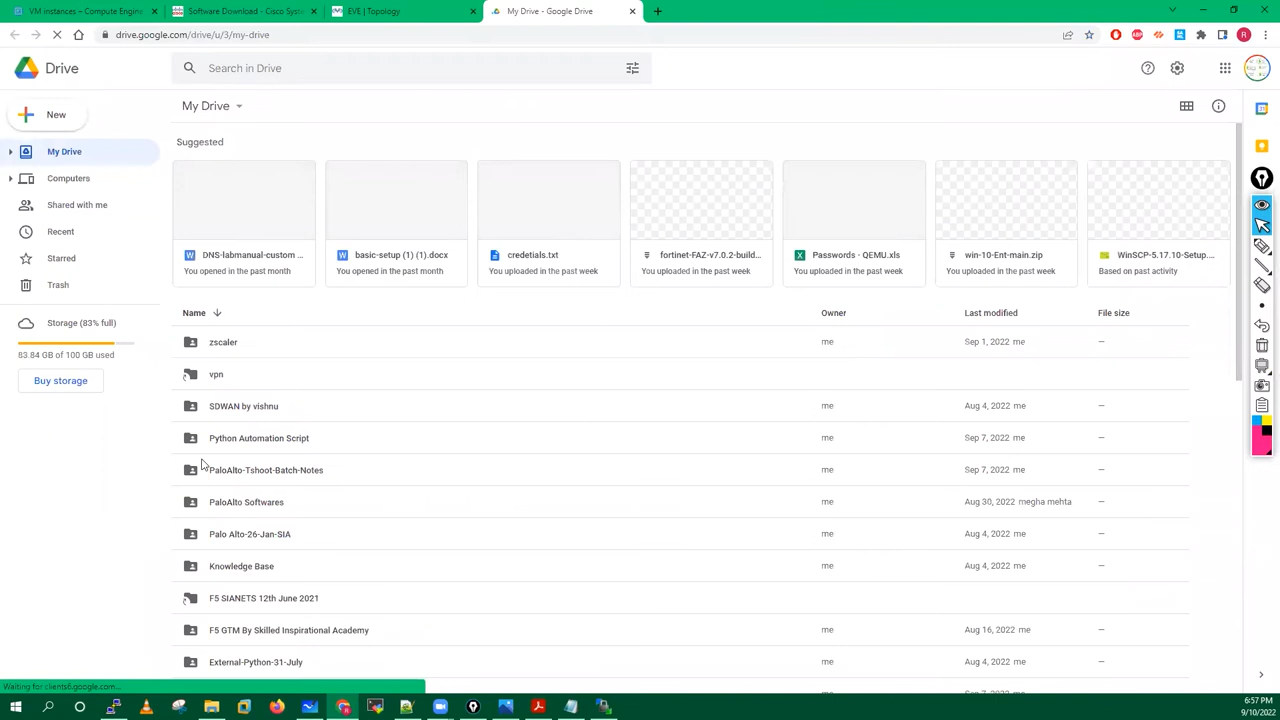 VM instances – Compute Engine
Software Download - Cisco Syste
EVE | Topology
My Drive - Google Drive
drive.google.com/drive/u/3/my-drive
Drive
Search in Drive
New
My Drive
Suggested
My Drive
Computers
Shared with me
Recent
Starred
Trash
Storage (83% full)
83.84 GB of 100 GB used
Buy storage
DNS-labmanual-custom ...
You opened in the past month
basic-setup (1) (1).docx
You opened in the past month
credetials.txt
You uploaded in the past week
fortinet-FAZ-v7.0.2-build...
You uploaded in the past week
Passwords - QEMU.xls
You uploaded in the past week
win-10-Ent-main.zip
You uploaded in the past week
WinSCP-5.17.10-Setup....
Based on past activity
Name Owner Last modified File size
zscaler me Sep 1, 2022 me —
vpn
SDWAN by vishnu me Aug 4, 2022 me —
Python Automation Script me Sep 7, 2022 me —
PaloAlto-Tshoot-Batch-Notes me Sep 7, 2022 me —
PaloAlto Softwares me Aug 30, 2022 megha mehta —
Palo Alto-26-Jan-SIA me Aug 4, 2022 me —
Knowledge Base me Aug 4, 2022 me —
F5 SIANETS 12th June 2021
F5 GTM By Skilled Inspirational Academy me Aug 16, 2022 me —
External-Python-31-July me Aug 4, 2022 me —
Waiting for clients6.google.com...
6:57 PM
9/10/2022